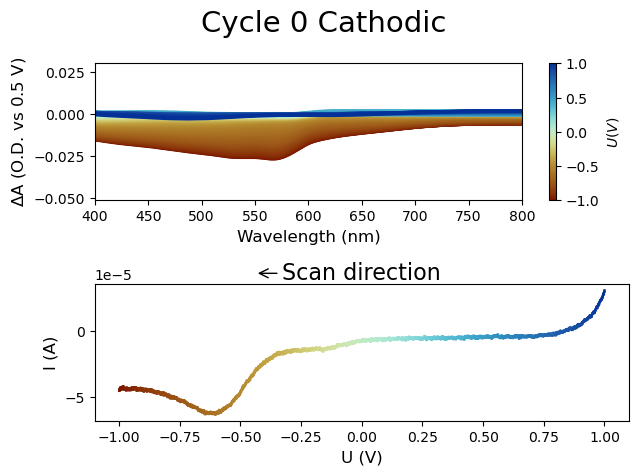 Cycle 0 Cathodic
0.025
0.000
−0.025
−0.050
ΔA (O.D. vs 0.5 V)
400 450 500 550 600 650 700 750 800
Wavelength (nm)
1.0
0.5
0.0
−0.5
−1.0
U(V)
← Scan direction
1e−5
0
−5
I (A)
−1.00 −0.75 −0.50 −0.25 0.00 0.25 0.50 0.75 1.00
U (V)